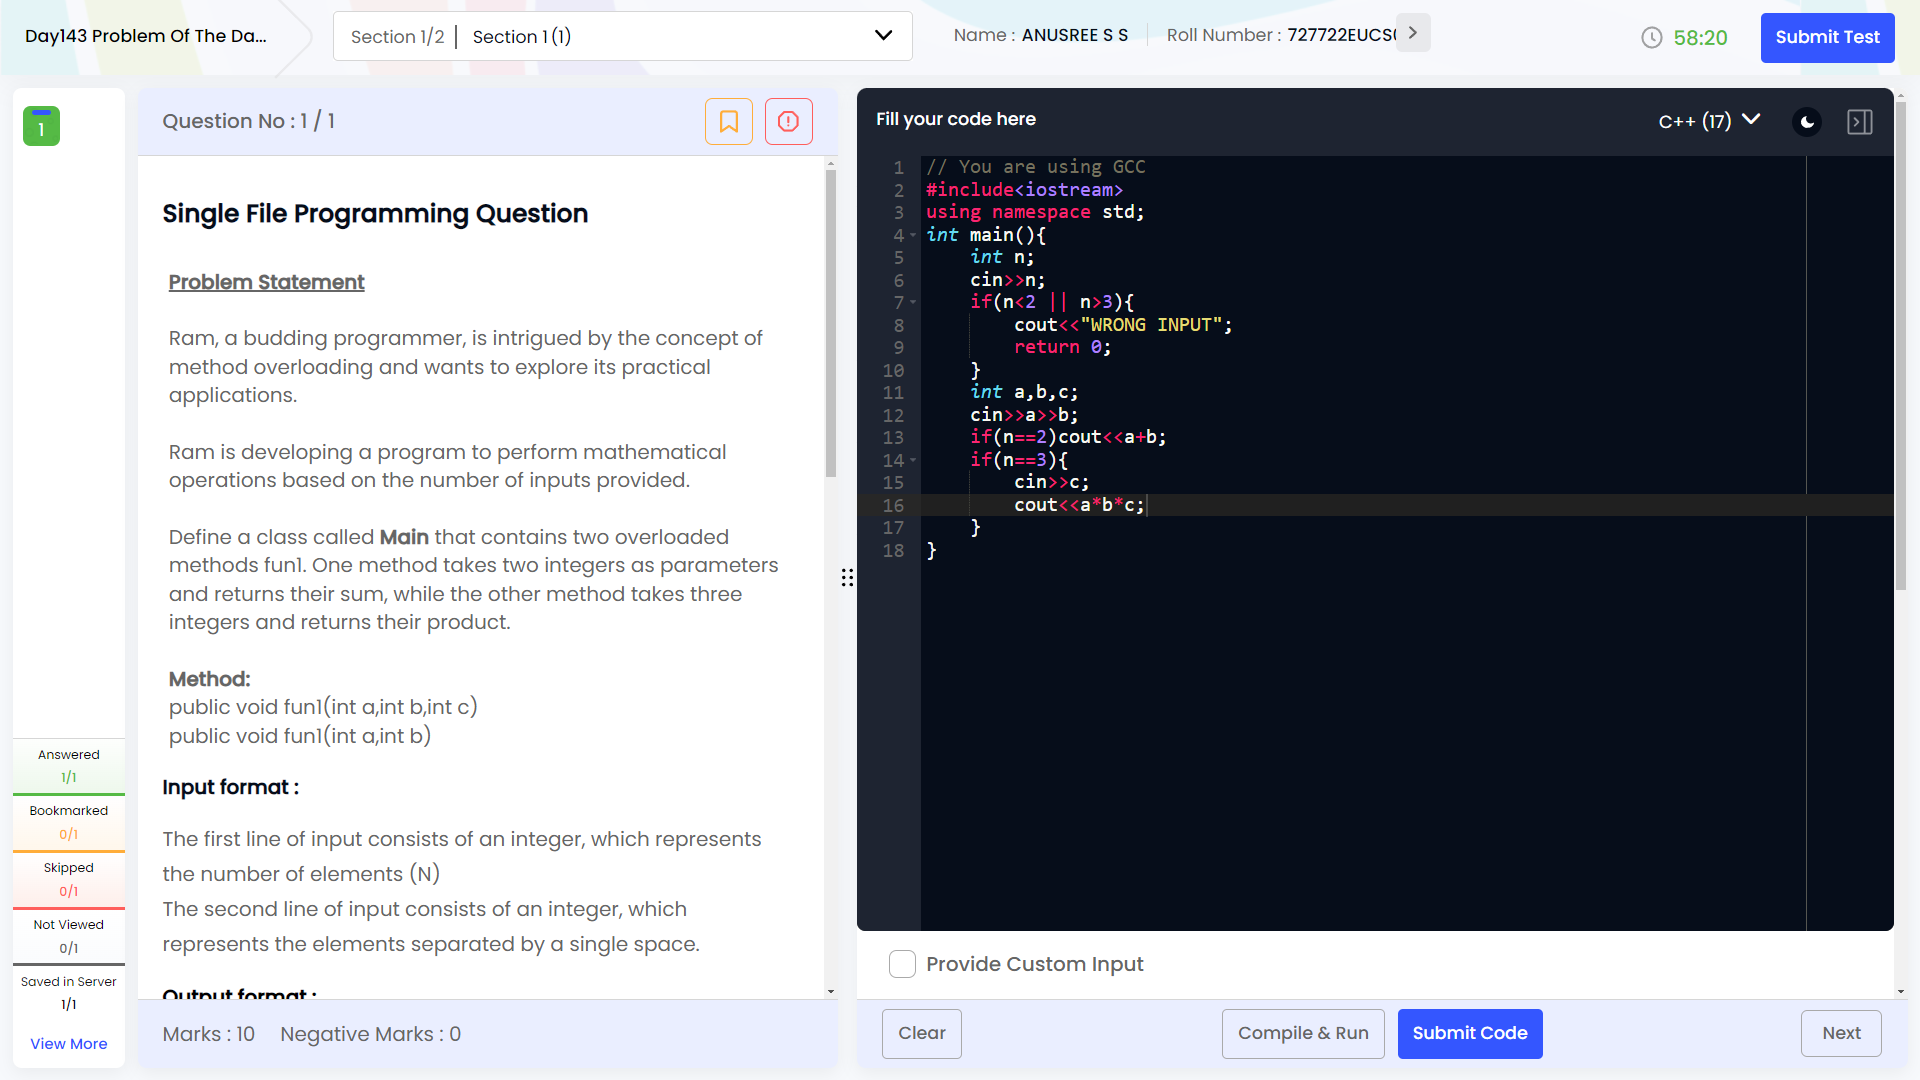 Day143 Problem Of The Da...
Section 1/2 | Section 1 (1)
Name : ANUSREE S S
Roll Number : 727722EUCS
58:20
Submit Test
1
Question No : 1 / 1
Single File Programming Question
Problem Statement
Ram, a budding programmer, is intrigued by the concept of
method overloading and wants to explore its practical
applications.
Ram is developing a program to perform mathematical
operations based on the number of inputs provided.
Define a class called Main that contains two overloaded
methods fun1. One method takes two integers as parameters
and returns their sum, while the other method takes three
integers and returns their product.
Method:
public void fun1(int a,int b,int c)
public void fun1(int a,int b)
Input format :
The first line of input consists of an integer, which represents
the number of elements (N)
The second line of input consists of an integer, which
represents the elements separated by a single space.
Output format :
Marks : 10 Negative Marks : 0
Answered
1/1
Bookmarked
0/1
Skipped
0/1
Not Viewed
0/1
Saved in Server
1/1
View More
Fill your code here
C++ (17)
1 // You are using GCC
2 #include<iostream>
3 using namespace std;
4 int main(){
5 int n;
6 cin>>n;
7 if(n<2 || n>3){
8 cout<<"WRONG INPUT";
9 return 0;
10 }
11 int a,b,c;
12 cin>>a>>b;
13 if(n==2)cout<<a+b;
14 if(n==3){
15 cin>>c;
16 cout<<a*b*c;
17 }
18 }
Provide Custom Input
Clear
Compile & Run
Submit Code
Next